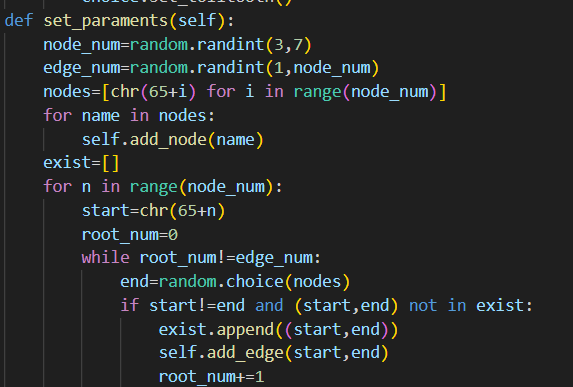 def set_paraments(self):
    node_num=random.randint(3,7)
    edge_num=random.randint(1,node_num)
    nodes=[chr(65+i) for i in range(node_num)]
    for name in nodes:
        self.add_node(name)
    exist=[]
    for n in range(node_num):
        start=chr(65+n)
        root_num=0
        while root_num!=edge_num:
            end=random.choice(nodes)
            if start!=end and (start,end) not in exist:
                exist.append((start,end))
                self.add_edge(start,end)
                root_num+=1